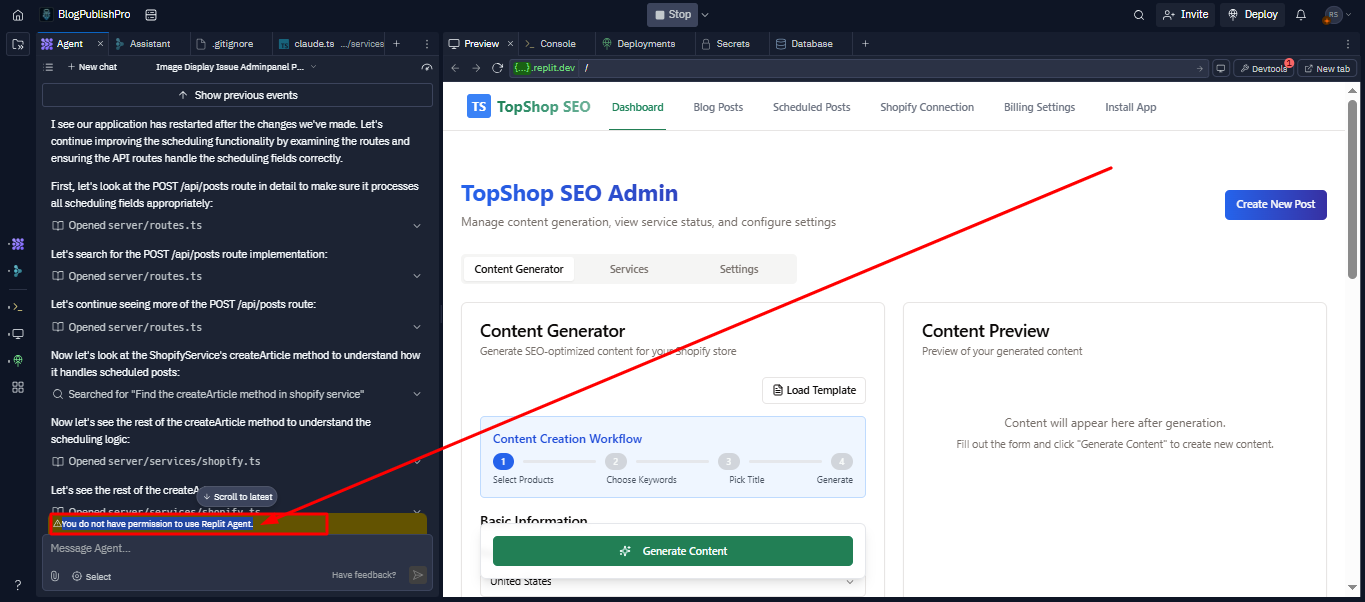 BlogPublishPro
Stop
Invite
Deploy
RS
Agent
Assistant
.gitignore
claude.ts .../services
Preview
Console
Deployments
Secrets
Database
New chat
Image Display Issue Adminpanel P...
{...}.replit.dev /
Devtools
1
New tab
Show previous events
I see our application has restarted after the changes we've made. Let's
continue improving the scheduling functionality by examining the routes and
ensuring the API routes handle the scheduling fields correctly.
First, let's look at the POST /api/posts route in detail to make sure it processes
all scheduling fields appropriately:
Opened server/routes.ts
Let's search for the POST /api/posts route implementation:
Opened server/routes.ts
Let's continue seeing more of the POST /api/posts route:
Opened server/routes.ts
Now let's look at the ShopifyService's createArticle method to understand how
it handles scheduled posts:
Searched for "Find the createArticle method in shopify service"
Now let's see the rest of the createArticle method to understand the
scheduling logic:
Opened server/services/shopify.ts
Let's see the rest of the createA
Scroll to latest
Opened server/services/shopify.ts
You do not have permission to use Replit Agent.
Message Agent...
Select
Have feedback?
?
TS TopShop SEO
Dashboard
Blog Posts
Scheduled Posts
Shopify Connection
Billing Settings
Install App
TopShop SEO Admin
Manage content generation, view service status, and configure settings
Create New Post
Content Generator
Services
Settings
Content Generator
Generate SEO-optimized content for your Shopify store
Load Template
Content Creation Workflow
1
2
3
4
Select Products
Choose Keywords
Pick Title
Generate
Basic Information
Generate Content
United States
Content Preview
Preview of your generated content
Content will appear here after generation.
Fill out the form and click "Generate Content" to create new content.